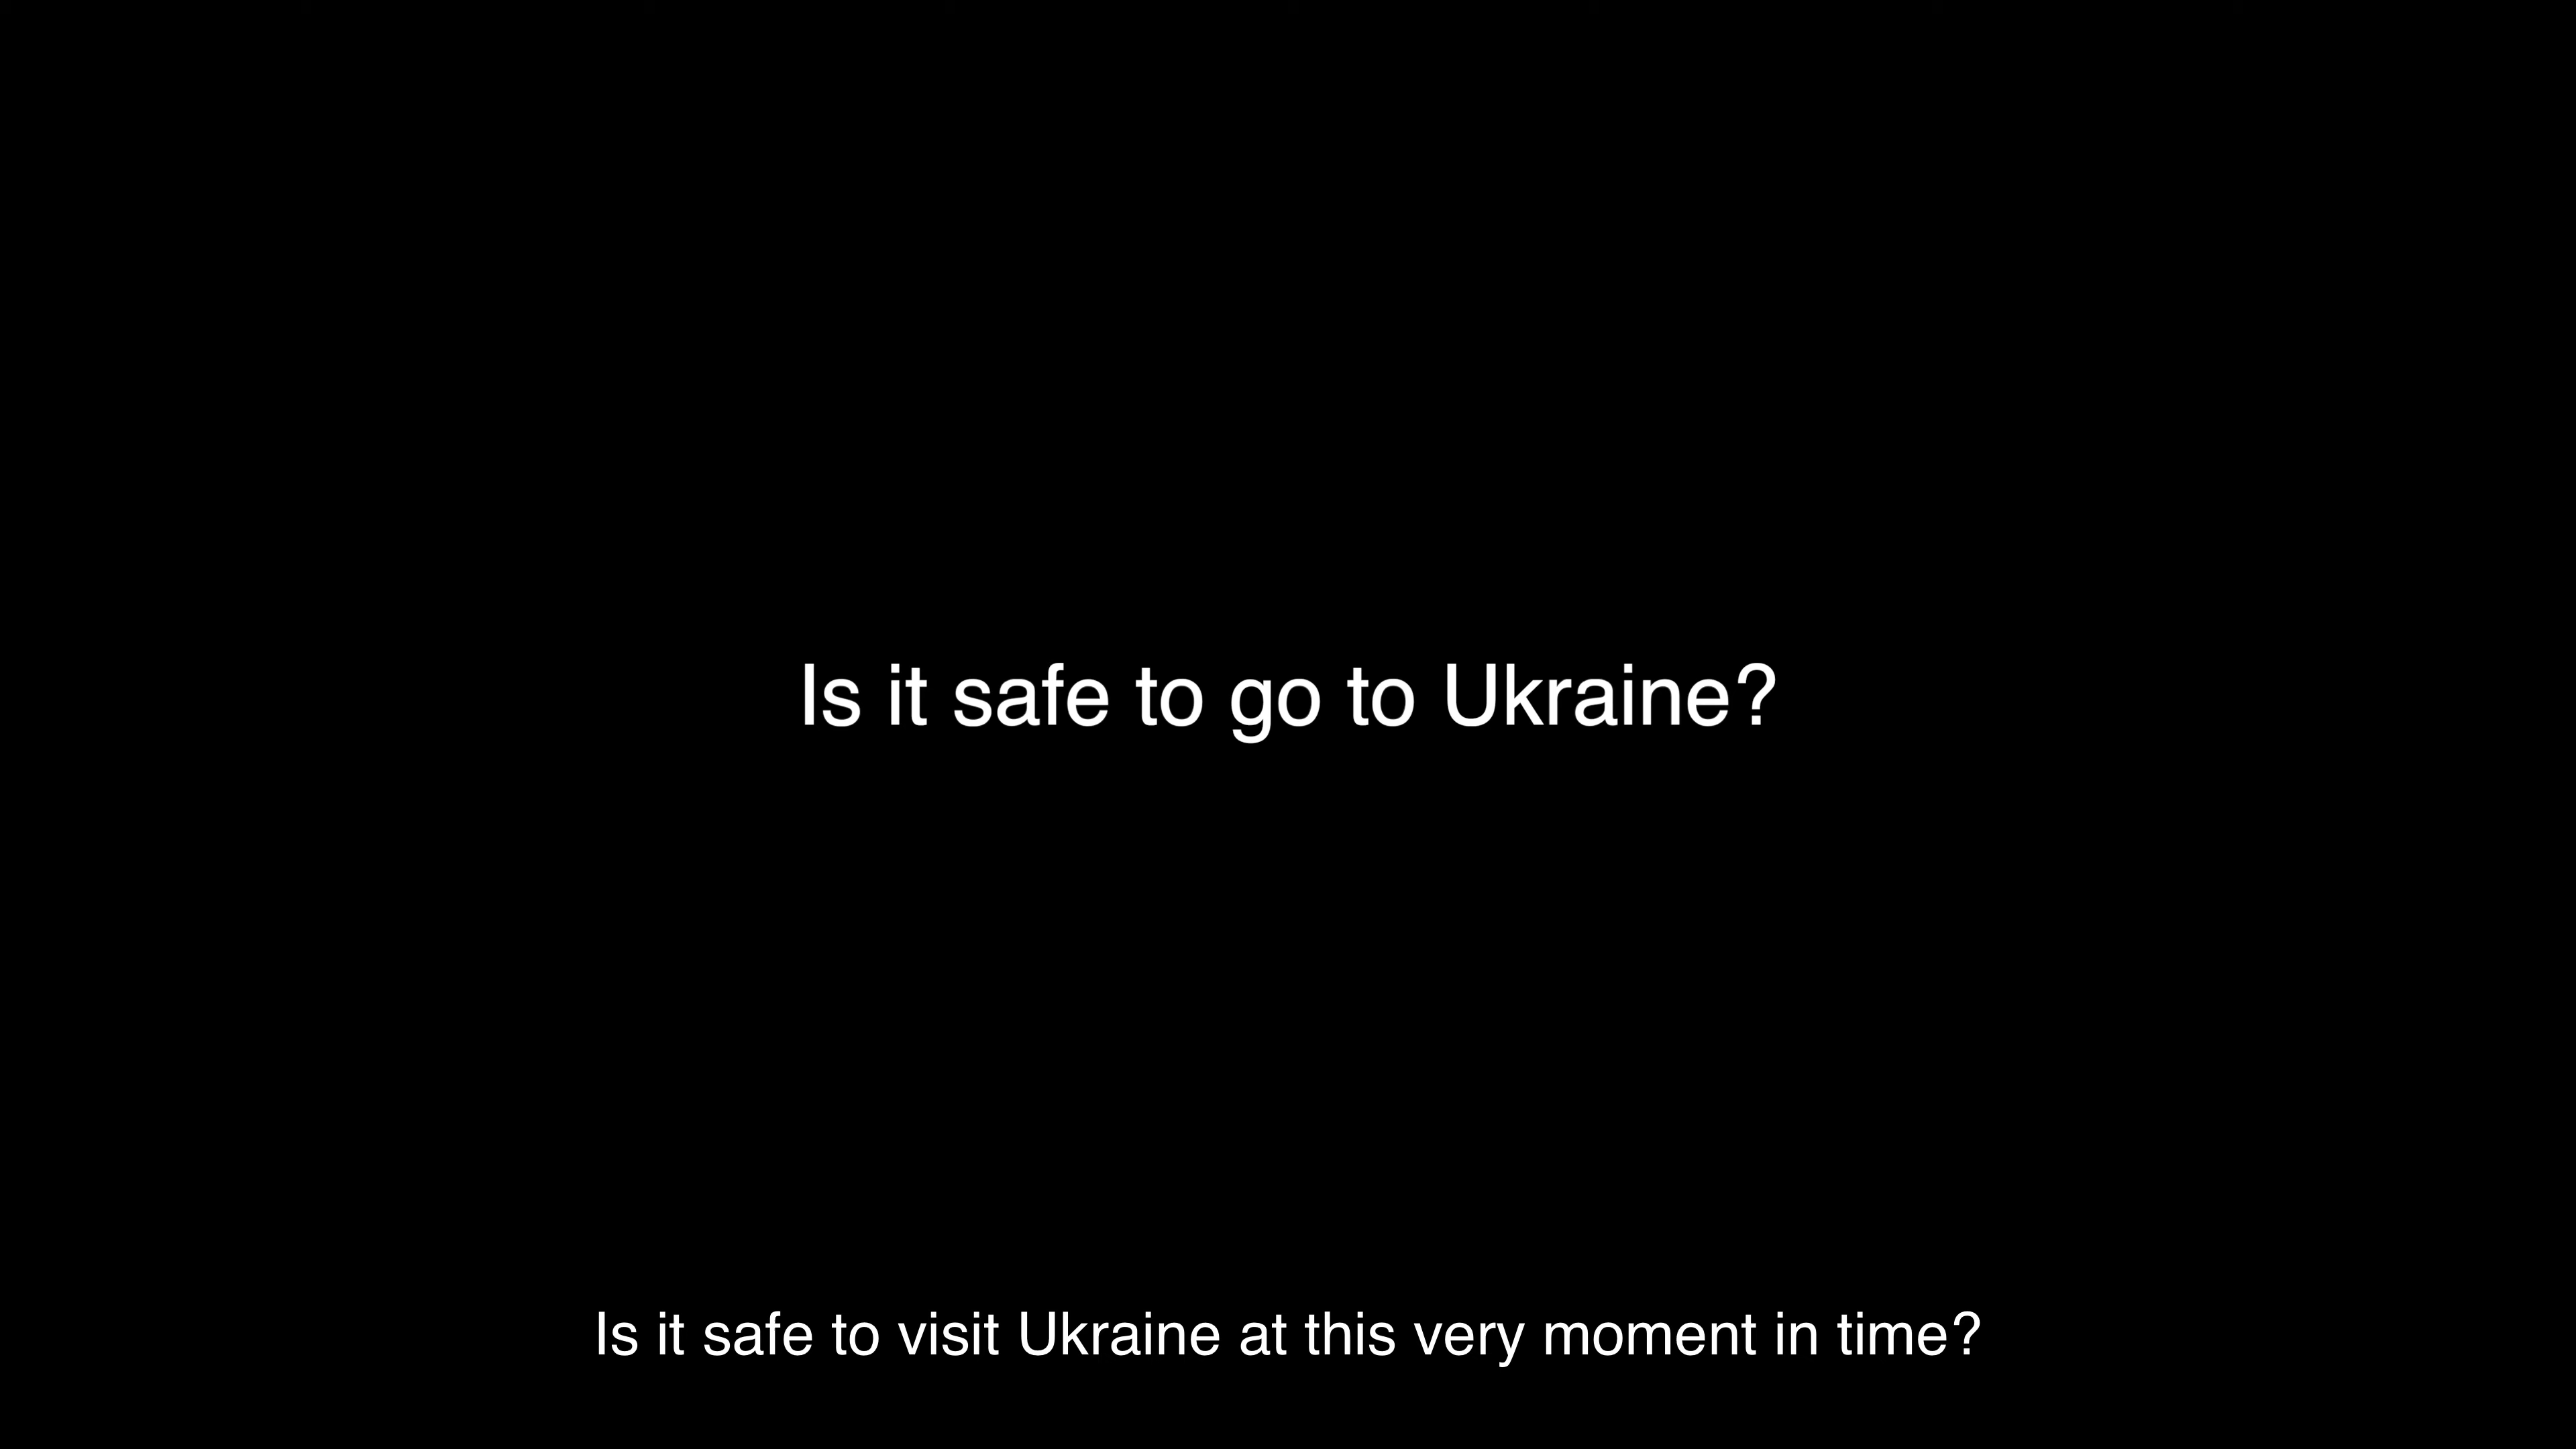 Is it safe to go to Ukraine?
Is it safe to visit Ukraine at this very moment in time?